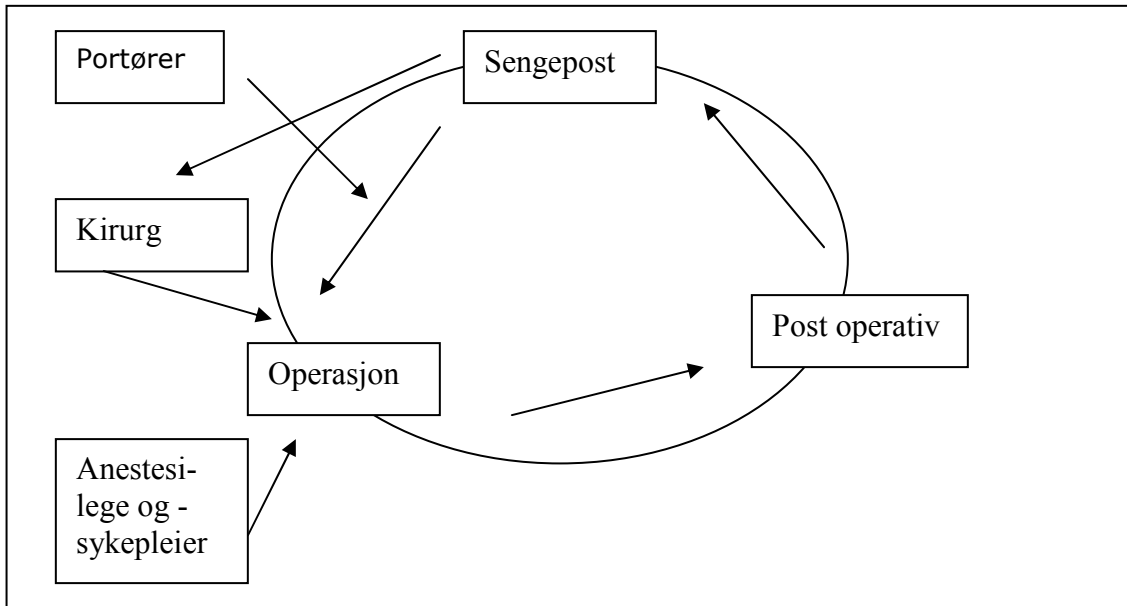 Portører
Sengepost
Kirurg
Post operativ
Operasjon
Anestesi-
lege og -
sykepleier